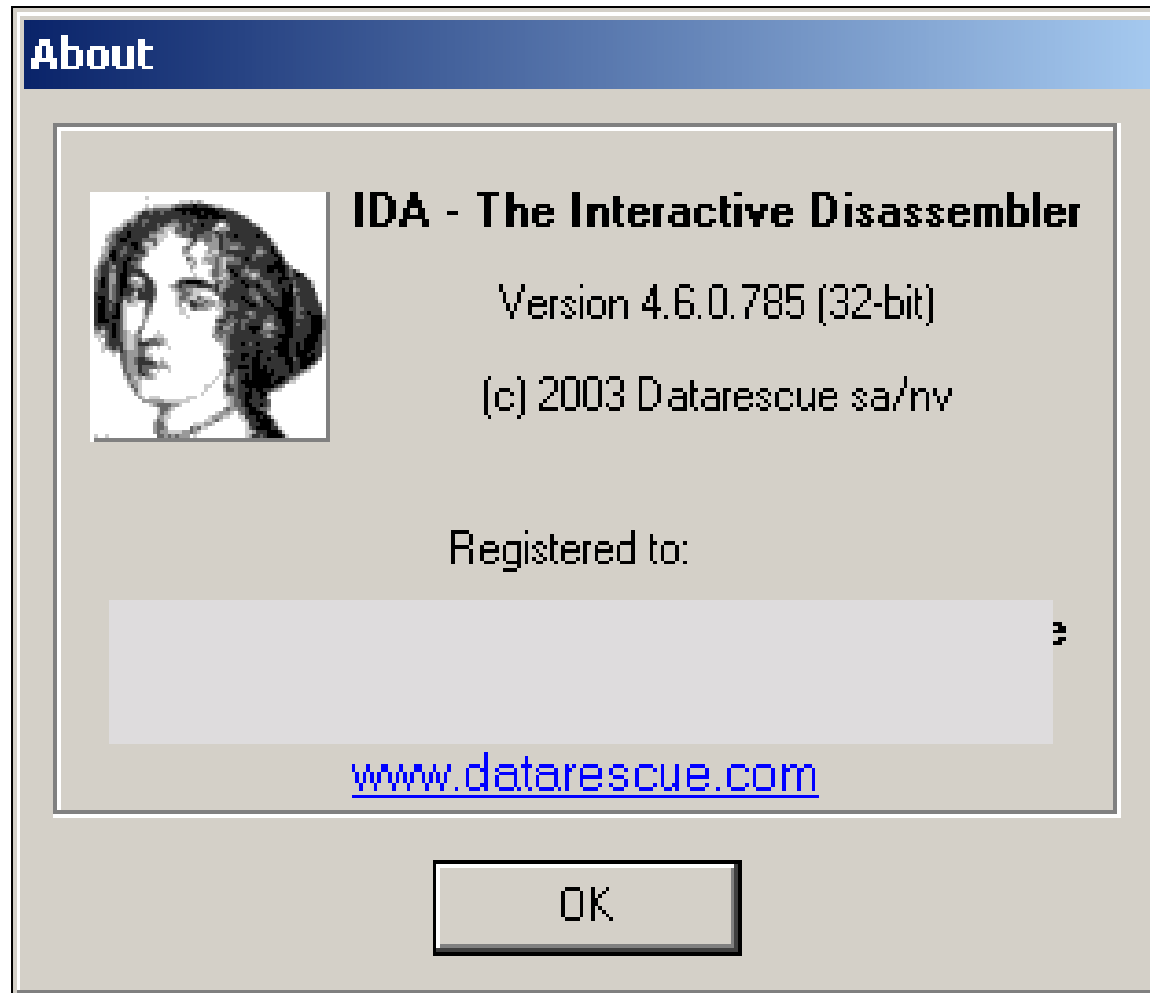 About
IDA - The Interactive Disassembler
Version 4.6.0.785 (32-bit)
(c) 2003 Datarescue sa/nv
Registered to:
www.datarescue.com
OK